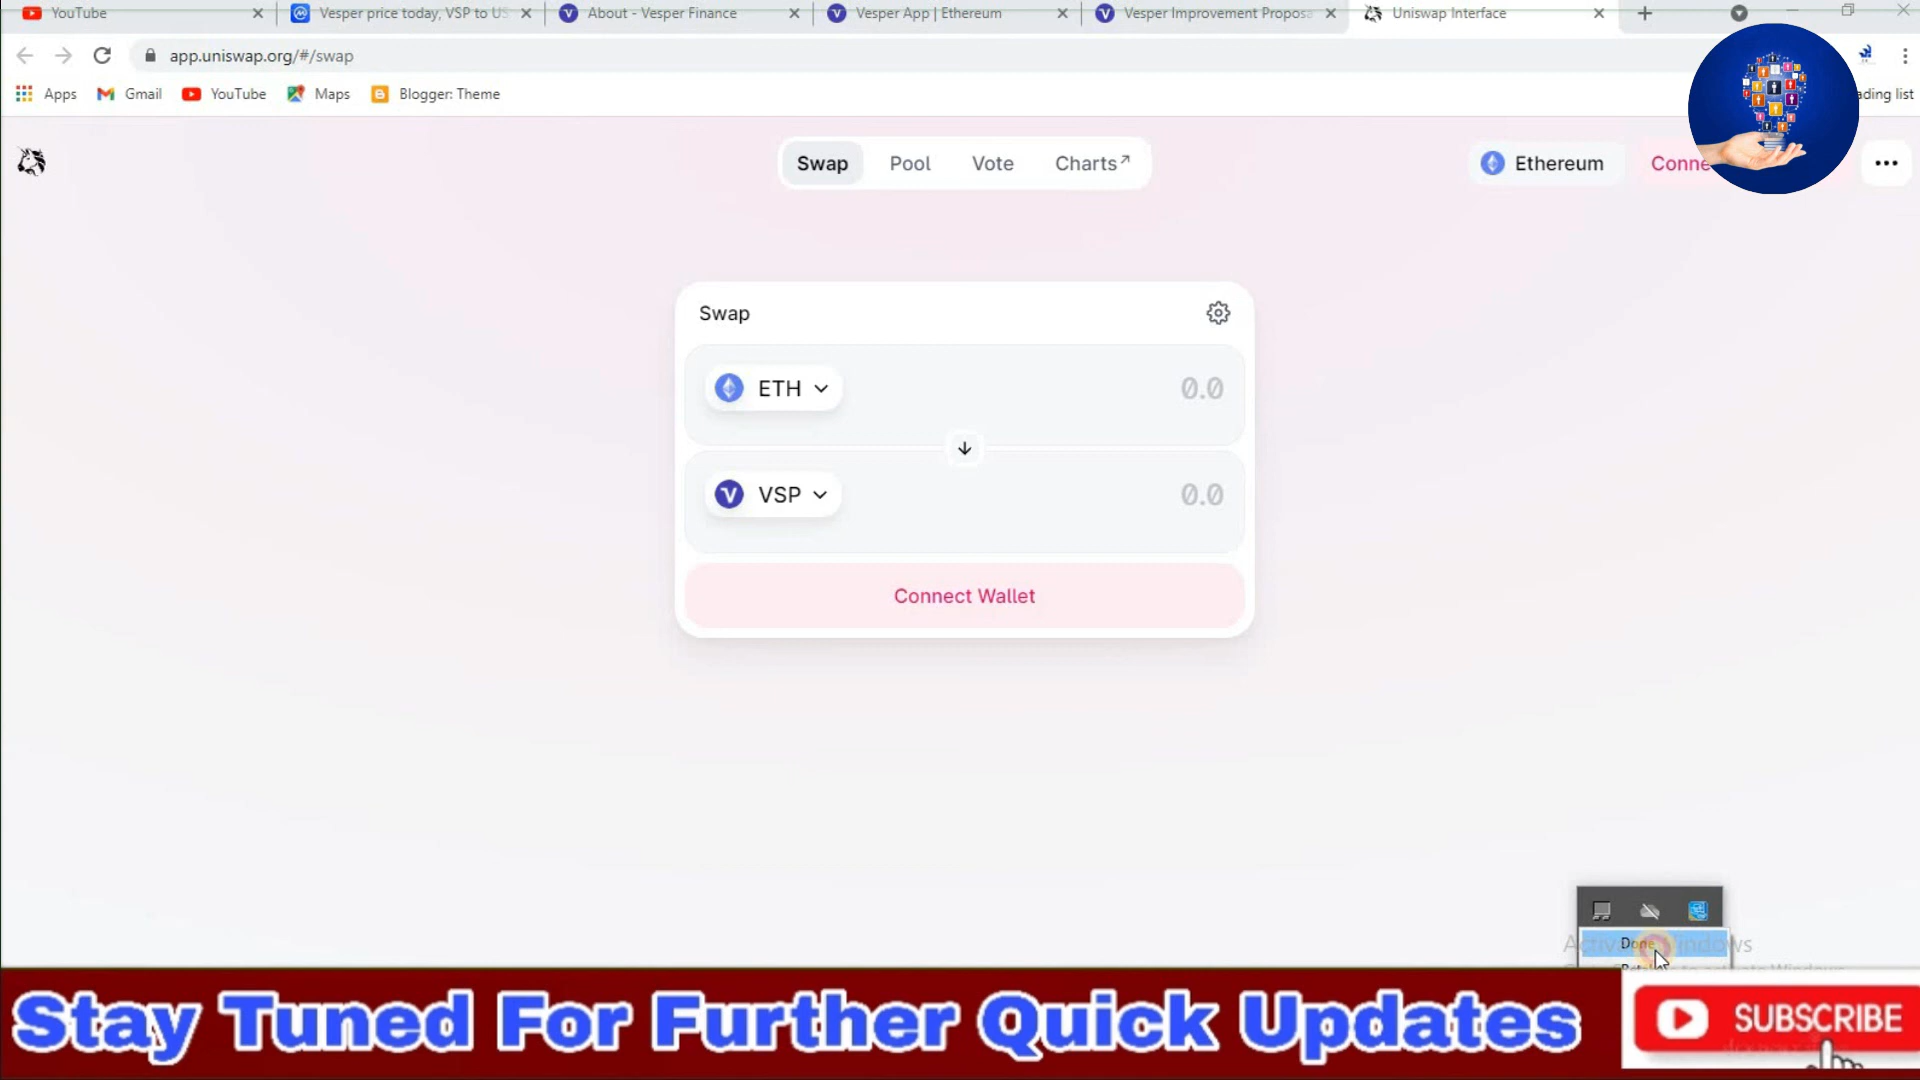 YouTube
Vesper price today, VSP to US
About - Vesper Finance
Vesper App | Ethereum
Vesper Improvement Propos
Uniswap Interface
app.uniswap.org/#/swap
Apps
Gmail
YouTube
Maps
Blogger: Theme
ading list
Swap
Pool
Vote
Charts↗
Ethereum
Conne
Swap
ETH
0.0
VSP
0.0
Connect Wallet
Done
Stay Tuned For Further Quick Updates
SUBSCRIBE